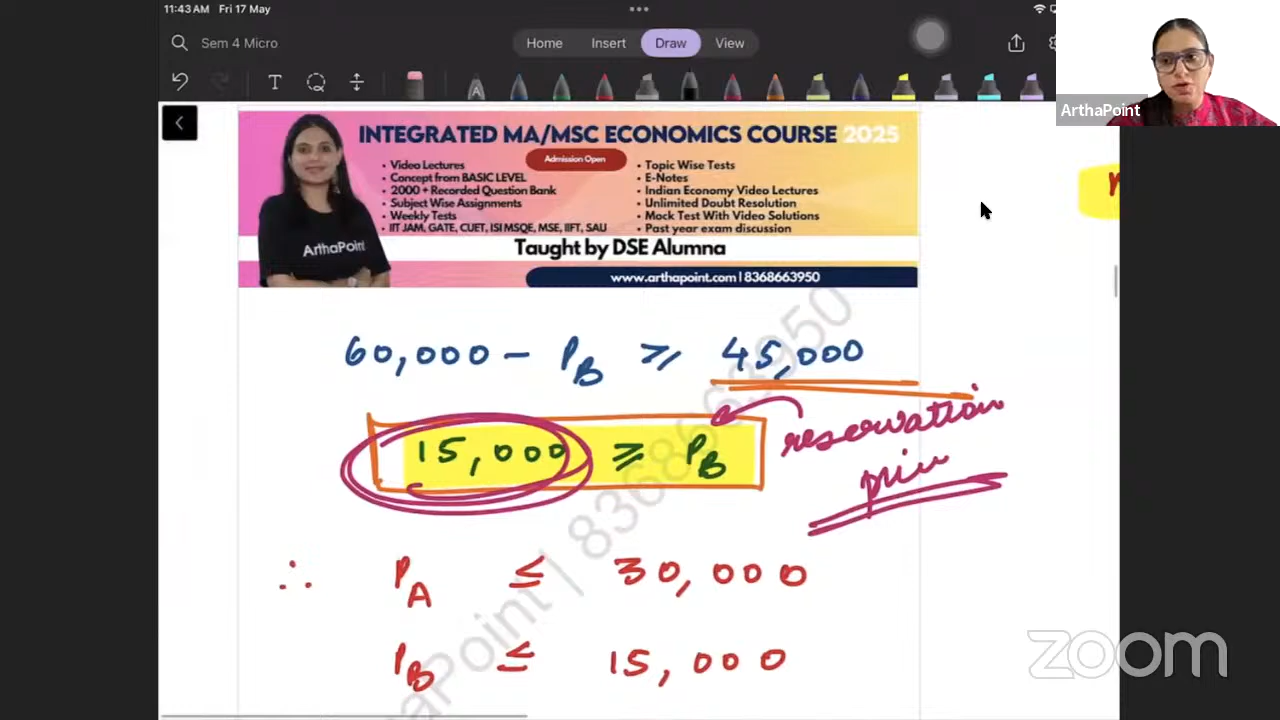 11:43 AM Fri 17 May
Sem 4 Micro
Home Insert Draw View
ArthaPoint
INTEGRATED MA/MSC ECONOMICS COURSE 2025
Admission Open
• Video Lectures
• Concept from BASIC LEVEL
• 2000 + Recorded Question Bank
• Subject Wise Assignments
• Weekly Tests
• IIT JAM, GATE, CUET, ISI MSQE, MSE, IIFT, SAU
• Topic Wise Tests
• E-Notes
• Indian Economy Video Lectures
• Unlimited Doubt Resolution
• Mock Test With Video Solutions
• Past year exam discussion
ArthaPoint
Taught by DSE Alumna
www.arthapoint.com | 8368663950
60,000 - P_B ≥ 45,000
15,000 ≥ P_B
reservation
price
∴ P_A ≤ 30,000
P_B ≤ 15,000
ArthaPoint | 8368663950
zoom